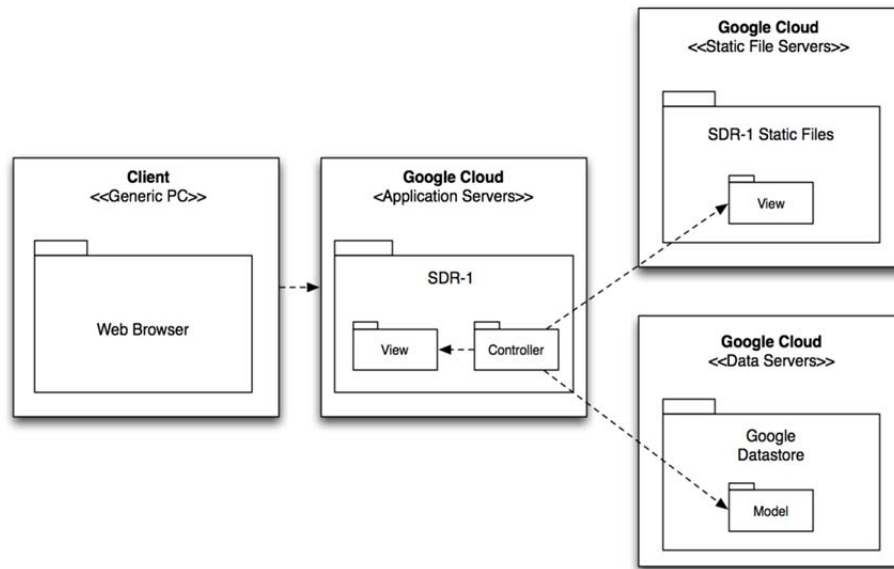 Client
<<Generic PC>>
Web Browser
Google Cloud
<Application Servers>>
SDR-1
View
Controller
Google Cloud
<<Static File Servers>>
SDR-1 Static Files
View
Google Cloud
<<Data Servers>>
Google
Datastore
Model